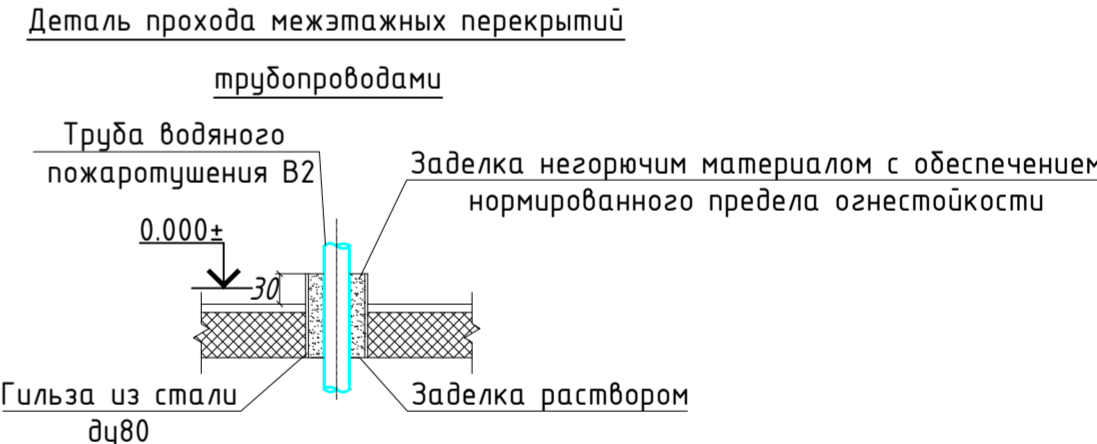 Деталь прохода межэтажных перекрытий
трубопроводами
Труба водяного
пожаротушения В2
Заделка негорючим материалом с обеспечением
нормированного предела огнестойкости
0.000±
30
Гильза из стали
ду80
Заделка раствором